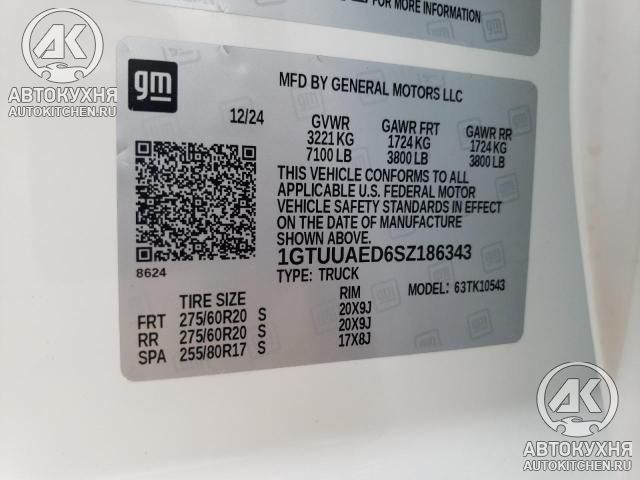 FOR MORE INFORMATION
AK
АВТОКУХНЯ
AUTOKITCHEN.RU
gm
MFD BY GENERAL MOTORS LLC
12/24 GVWR GAWR FRT GAWR RR
3221 KG 1724 KG 1724 KG
7100 LB 3800 LB 3800 LB
THIS VEHICLE CONFORMS TO ALL
APPLICABLE U.S. FEDERAL MOTOR
VEHICLE SAFETY STANDARDS IN EFFECT
ON THE DATE OF MANUFACTURE
SHOWN ABOVE.
8624
1GTUUAED6SZ186343
TYPE: TRUCK MODEL: 63TK10543
TIRE SIZE RIM
FRT 275/60R20 S 20X9J
RR 275/60R20 S 20X9J
SPA 255/80R17 S 17X8J
AK
АВТОКУХНЯ
AUTOKITCHEN.RU